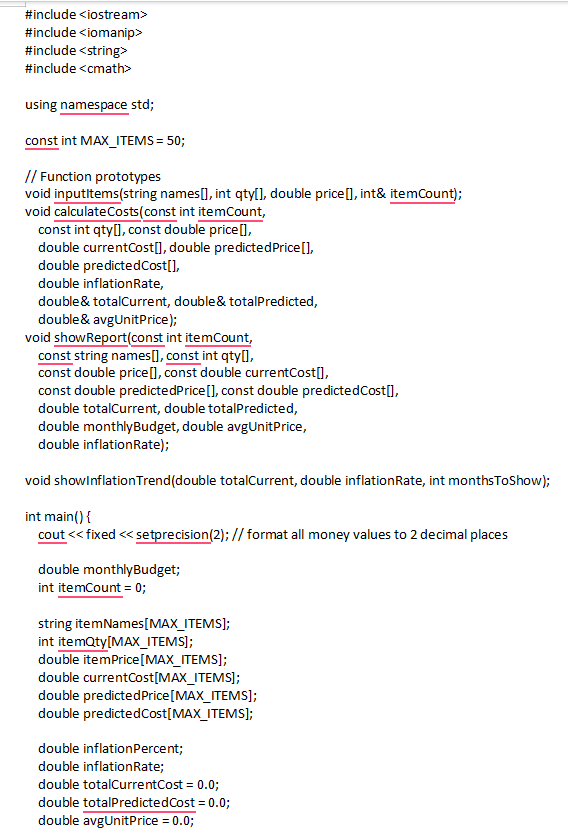 #include <iostream>
#include <iomanip>
#include <string>
#include <cmath>
using namespace std;
const int MAX_ITEMS = 50;
// Function prototypes
void inputItems(string names[], int qty[], double price[], int& itemCount);
void calculateCosts(const int itemCount,
const int qty[], const double price[],
double currentCost[], double predictedPrice[],
double predictedCost[],
double inflationRate,
double& totalCurrent, double& totalPredicted,
double& avgUnitPrice);
void showReport(const int itemCount,
const string names[], const int qty[],
const double price[], const double currentCost[],
const double predictedPrice[], const double predictedCost[],
double totalCurrent, double totalPredicted,
double monthlyBudget, double avgUnitPrice,
double inflationRate);
void showInflationTrend(double totalCurrent, double inflationRate, int monthsToShow);
int main() {
cout << fixed << setprecision(2); // format all money values to 2 decimal places
double monthlyBudget;
int itemCount = 0;
string itemNames[MAX_ITEMS];
int itemQty[MAX_ITEMS];
double itemPrice[MAX_ITEMS];
double currentCost[MAX_ITEMS];
double predictedPrice[MAX_ITEMS];
double predictedCost[MAX_ITEMS];
double inflationPercent;
double inflationRate;
double totalCurrentCost = 0.0;
double totalPredictedCost = 0.0;
double avgUnitPrice = 0.0;